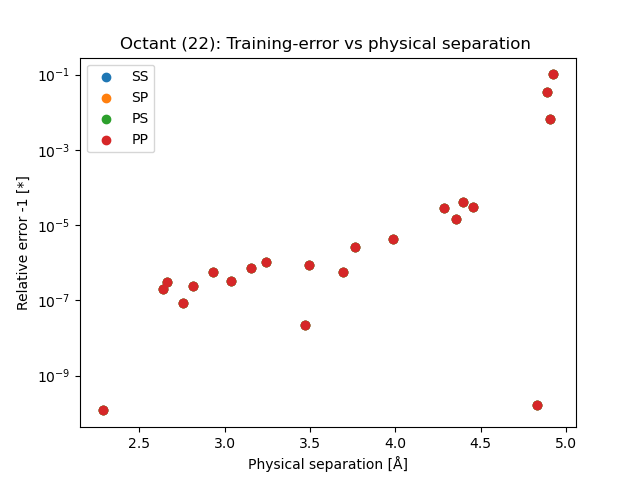 Octant (22): Training-error vs physical separation
SS
SP
PS
PP
Relative error -1 [*]
10⁻¹
10⁻³
10⁻⁵
10⁻⁷
10⁻⁹
2.5 3.0 3.5 4.0 4.5 5.0
Physical separation [Å]